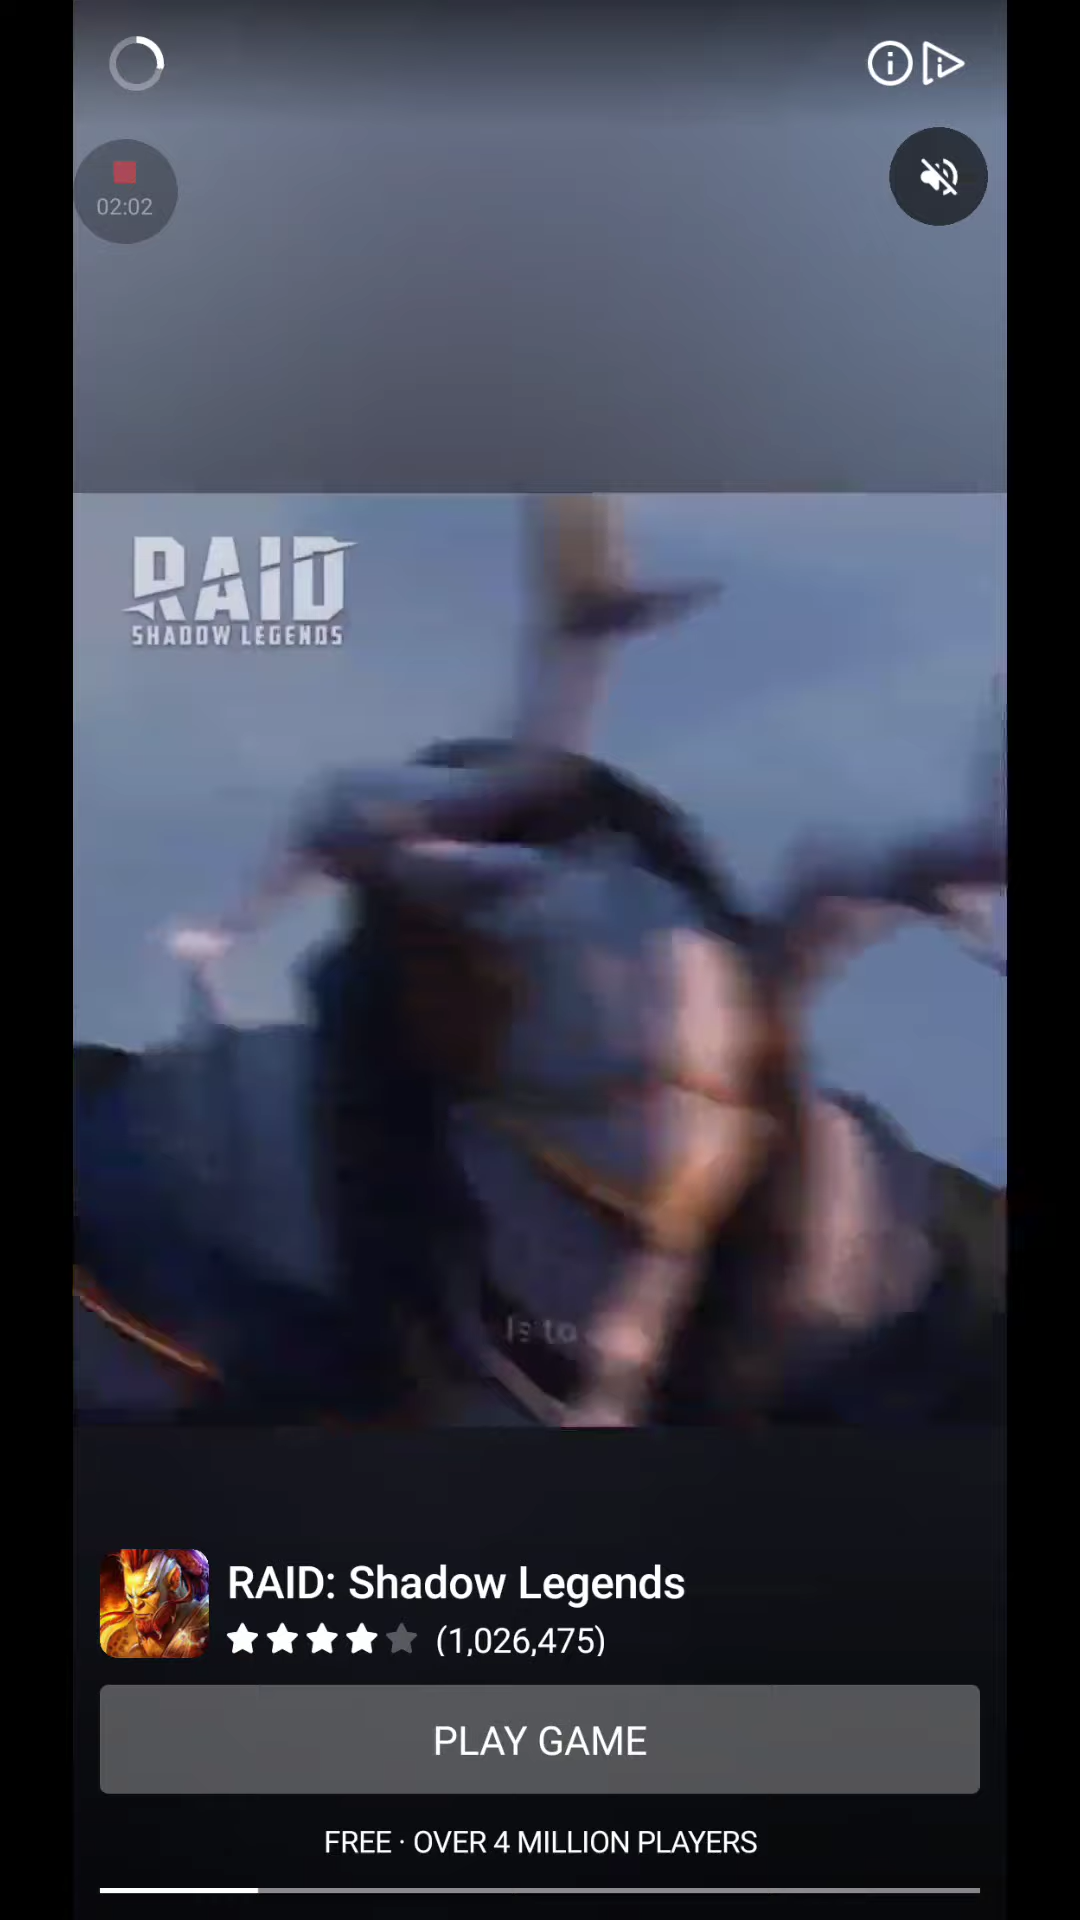 02:02
RAID
SHADOW LEGENDS
RAID: Shadow Legends
(1,026,475)
PLAY GAME
FREE · OVER 4 MILLION PLAYERS